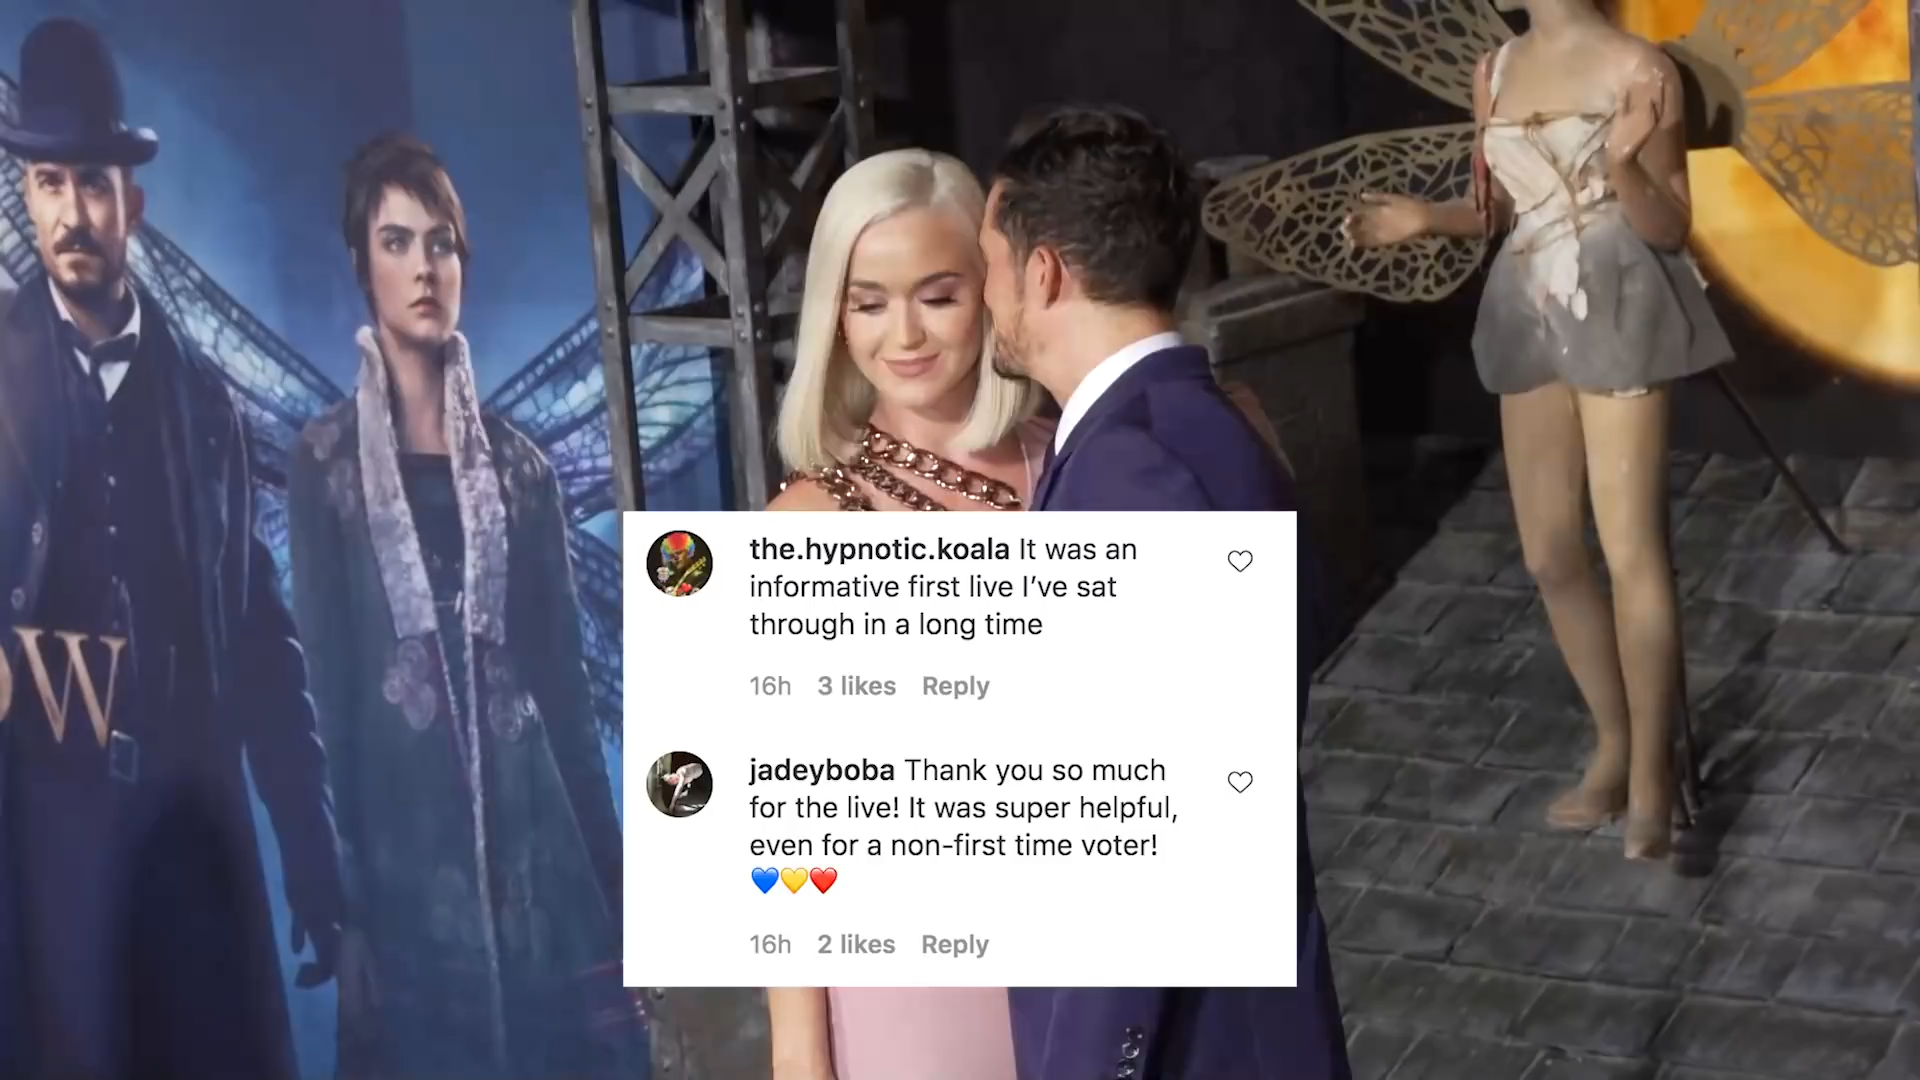 OW
the.hypnotic.koala It was an
informative first live I’ve sat
through in a long time
16h 3 likes Reply
jadeyboba Thank you so much
for the live! It was super helpful,
even for a non-first time voter!
💙💛❤️
16h 2 likes Reply